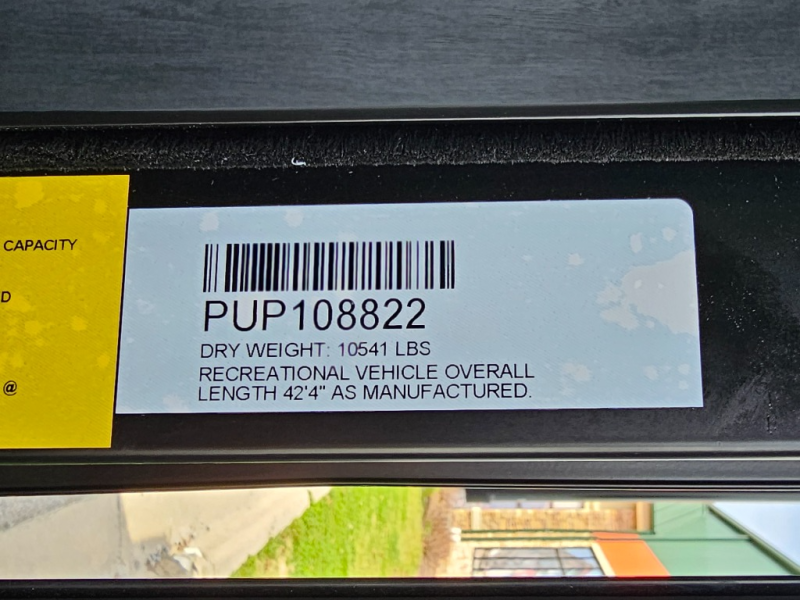 CAPACITY
D
@
PUP108822
DRY WEIGHT: 10541 LBS
RECREATIONAL VEHICLE OVERALL
LENGTH 42'4" AS MANUFACTURED.